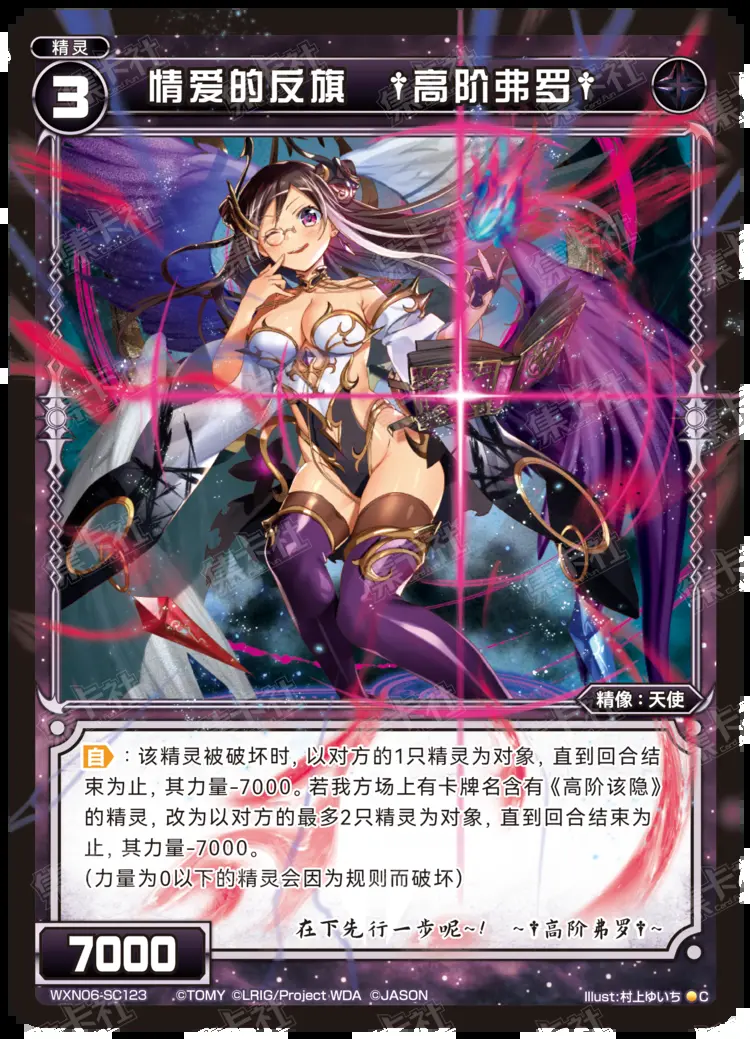 精灵
3
情爱的反旗 †高阶弗罗†
精像：天使
自：该精灵被破坏时，以对方的1只精灵为对象，直到回合结
束为止，其力量-7000。若我方场上有卡牌名含有《高阶该隐》
的精灵，改为以对方的最多2只精灵为对象，直到回合结束为
止，其力量-7000。
(力量为0以下的精灵会因为规则而破坏)
在下先行一步呢~! ~†高阶弗罗†~
7000
WXN06-SC123 ©TOMY ©LRIG/Project WDA ©JASON
Illust:村上ゆいち C
集卡社